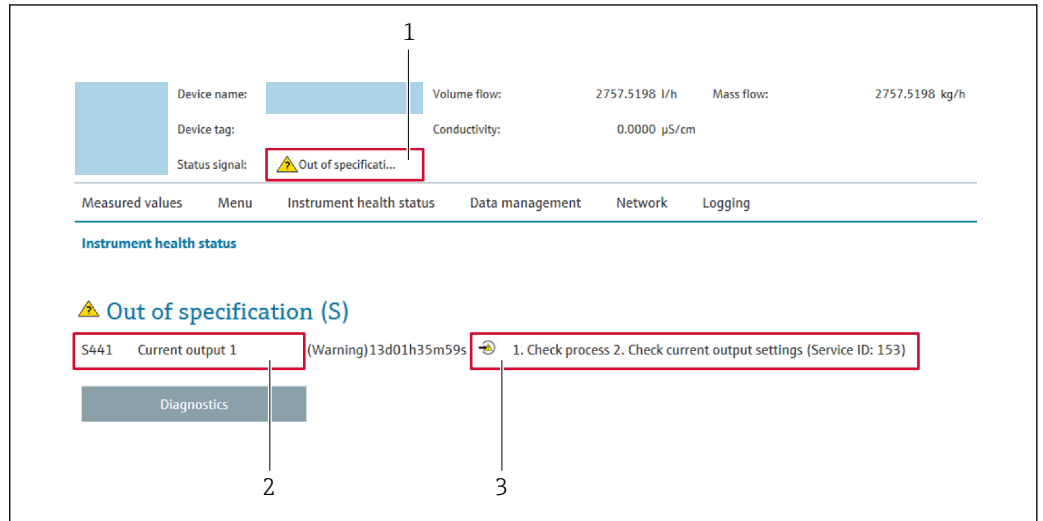 1
Device name: Volume flow: 2757.5198 l/h Mass flow: 2757.5198 kg/h
Device tag: Conductivity: 0.0000 µS/cm
Status signal: Out of specificati...
Measured values Menu Instrument health status Data management Network Logging
Instrument health status
Out of specification (S)
S441 Current output 1 (Warning)13d01h35m59s 1. Check process 2. Check current output settings (Service ID: 153)
Diagnostics
2 3